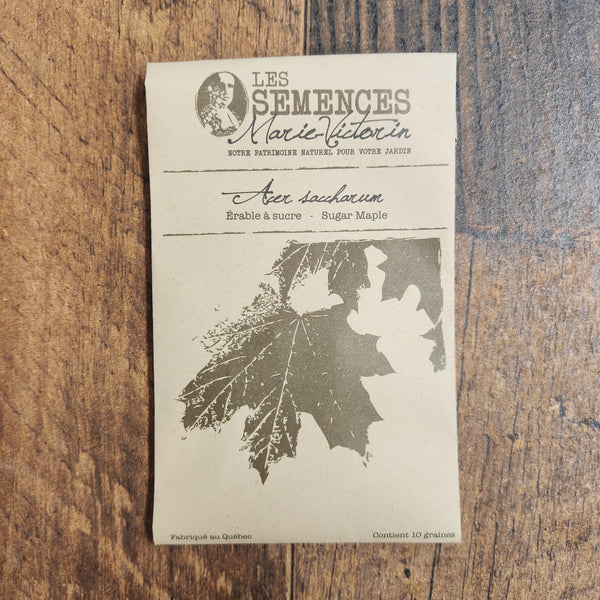 LES
SEMENCES
Marie-Victorin
NOTRE PATRIMOINE NATUREL POUR VOTRE JARDIN
Acer saccharum
Érable à sucre - Sugar Maple
Fabriqué au Québec
Contient 10 graines